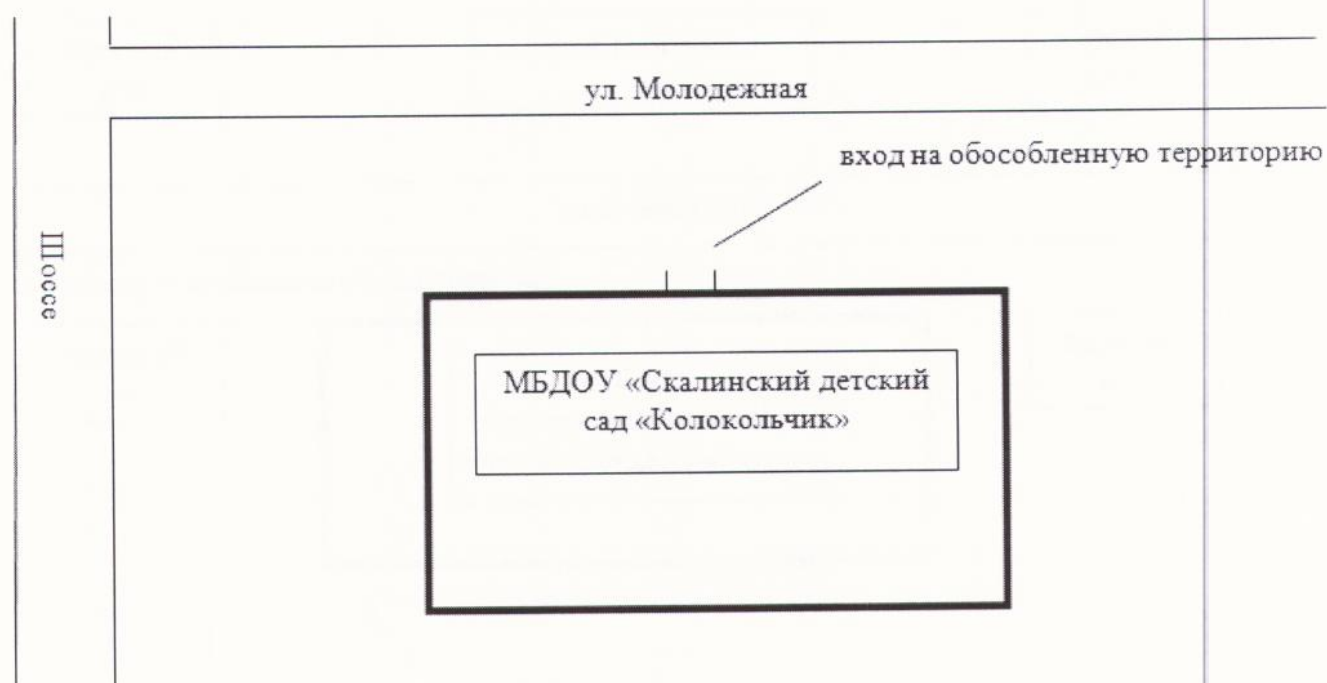 ул. Молодежная
вход на обособленную территорию
Шоссе
МБДОУ «Скалинский детский
сад «Колокольчик»